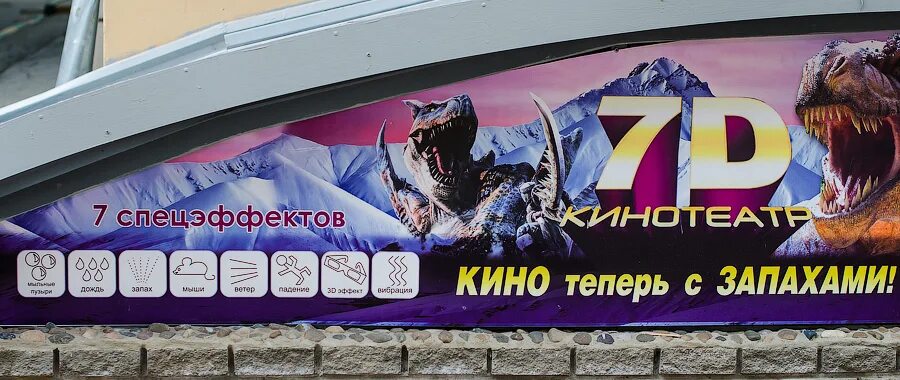 7D
КИНОТЕАТР
7 спецэффектов
КИНО теперь с ЗАПАХАМИ!
мыльные
пузыри
дождь
запах
мыши
ветер
падение
3D эффект
вибрация